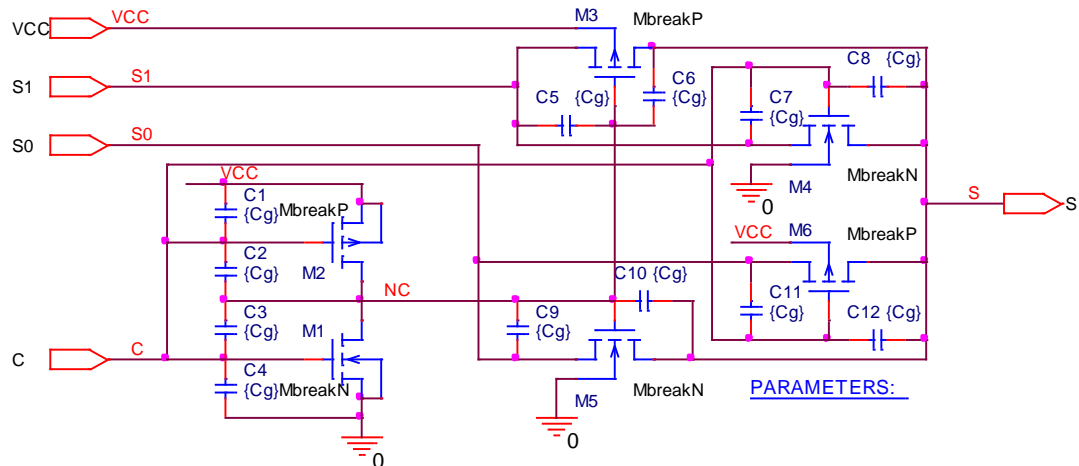 VCC
VCC
M3
MbreakP
S1
S1
C5
{Cg}
C6
{Cg}
C7
{Cg}
C8
{Cg}
S0
S0
M4
MbreakN
0
VCC
C1
{Cg}
MbreakP
C2
{Cg}
M2
S
S
VCC
M6
MbreakP
C3
{Cg}
M1
NC
C9
{Cg}
C10 {Cg}
C11
{Cg}
C12 {Cg}
C
C
C4
{Cg}
MbreakN
M5
MbreakN
PARAMETERS:
0
0